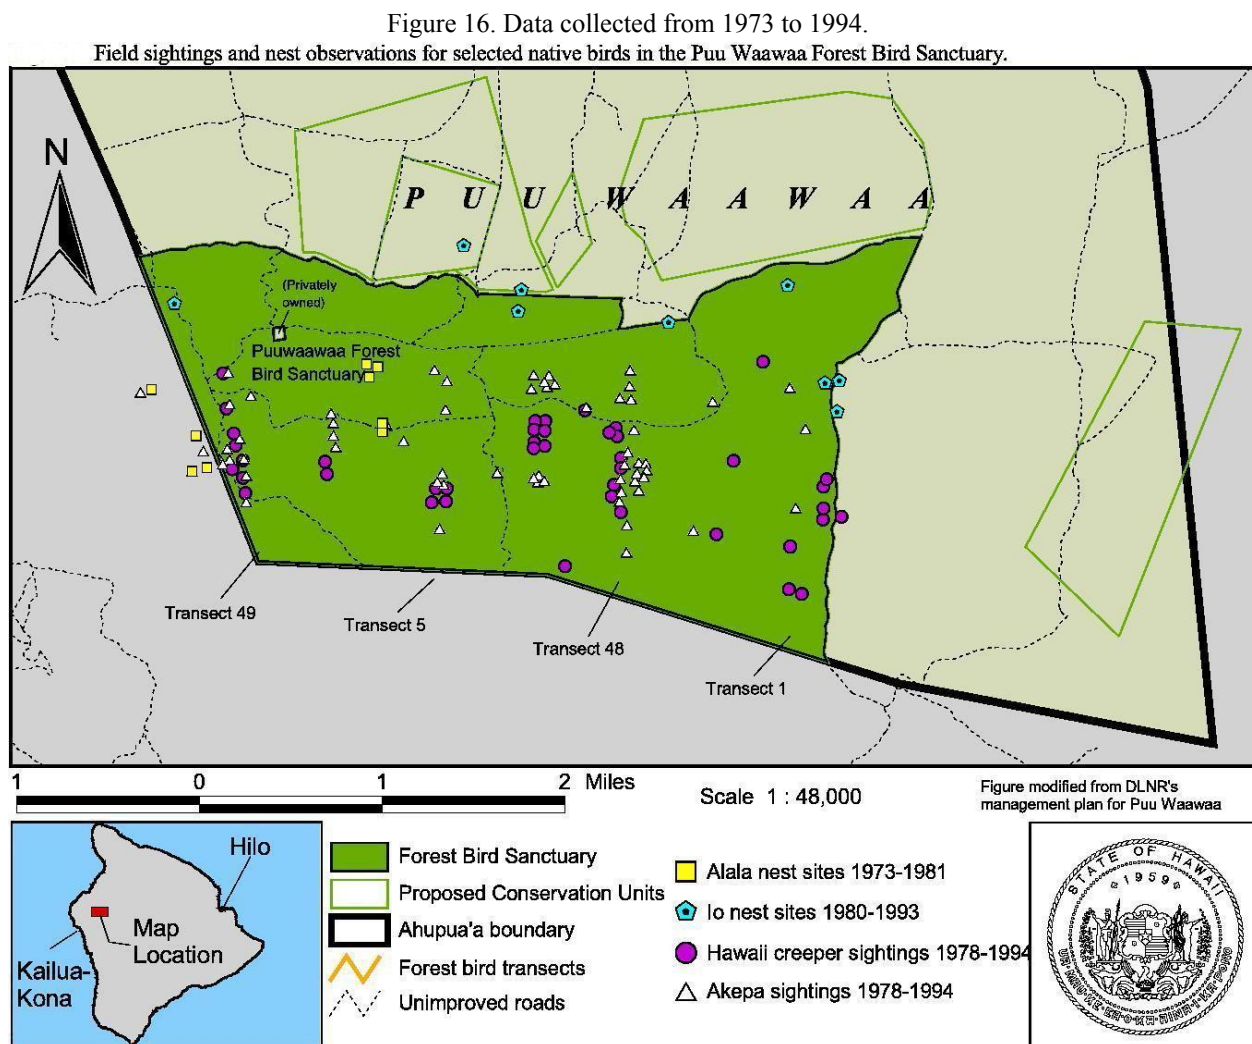 Figure 16. Data collected from 1973 to 1994.
Field sightings and nest observations for selected native birds in the Puu Waawaa Forest Bird Sanctuary.
N
P U U W A A W A A
(Privately
owned)
Puuwaawaa Forest
Bird Sanctuary
Transect 49
Transect 5
Transect 48
Transect 1
1 0 1 2 Miles
Scale 1 : 48,000
Figure modified from DLNR's
management plan for Puu Waawaa
Hilo
Map
Location
Kailua-
Kona
Forest Bird Sanctuary
Proposed Conservation Units
Ahupua'a boundary
Forest bird transects
Unimproved roads
Alala nest sites 1973-1981
Io nest sites 1980-1993
Hawaii creeper sightings 1978-1994
Akepa sightings 1978-1994
STATE OF HAWAII
1959